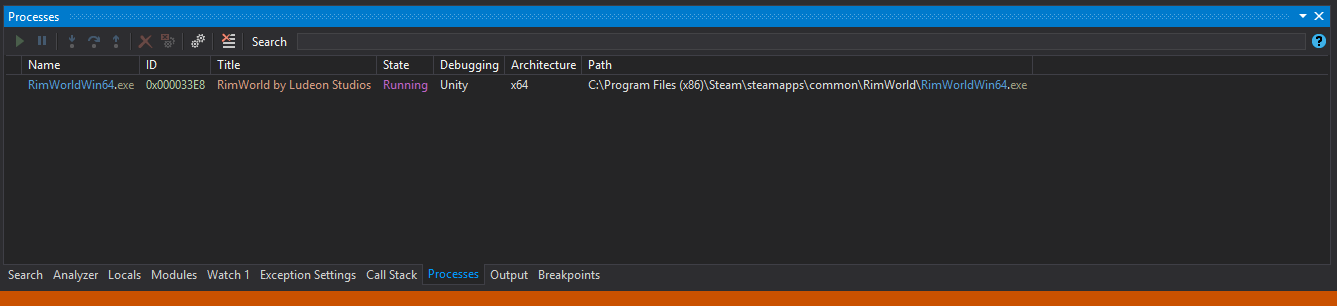 Processes
Search
Name ID Title State Debugging Architecture Path
RimWorldWin64.exe 0x000033E8 RimWorld by Ludeon Studios Running Unity x64 C:\Program Files (x86)\Steam\steamapps\common\RimWorld\RimWorldWin64.exe
Search Analyzer Locals Modules Watch 1 Exception Settings Call Stack Processes Output Breakpoints